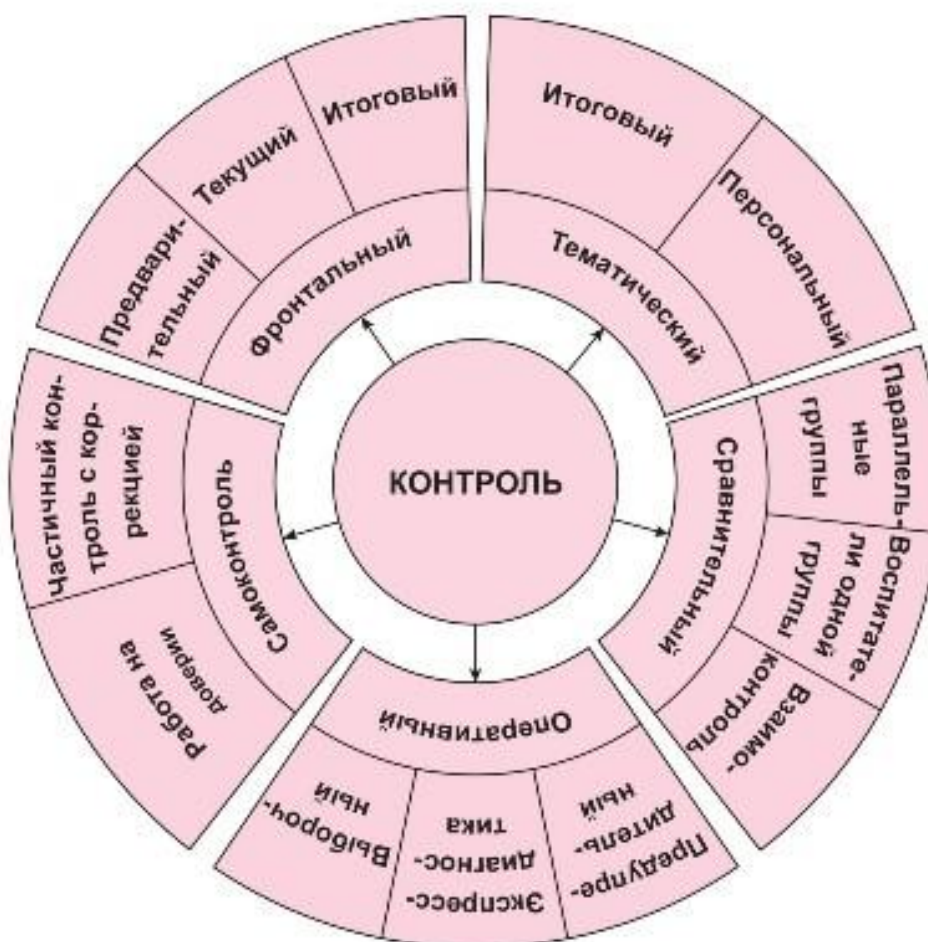 КОНТРОЛЬ
Фронтальный
Предвари-
тельный
Текущий
Итоговый
Тематический
Итоговый
Персональный
Сравнительный
Параллель-
ные
группы
Воспитате-
ли одной
группы
Взаимо-
контроль
Оперативный
Предупре-
дитель-
ный
Экспресс-
диагнос-
тика
Выбороч-
ный
Самоконтроль
Работа на
доверии
Частичный кон-
троль с кор-
рекцией